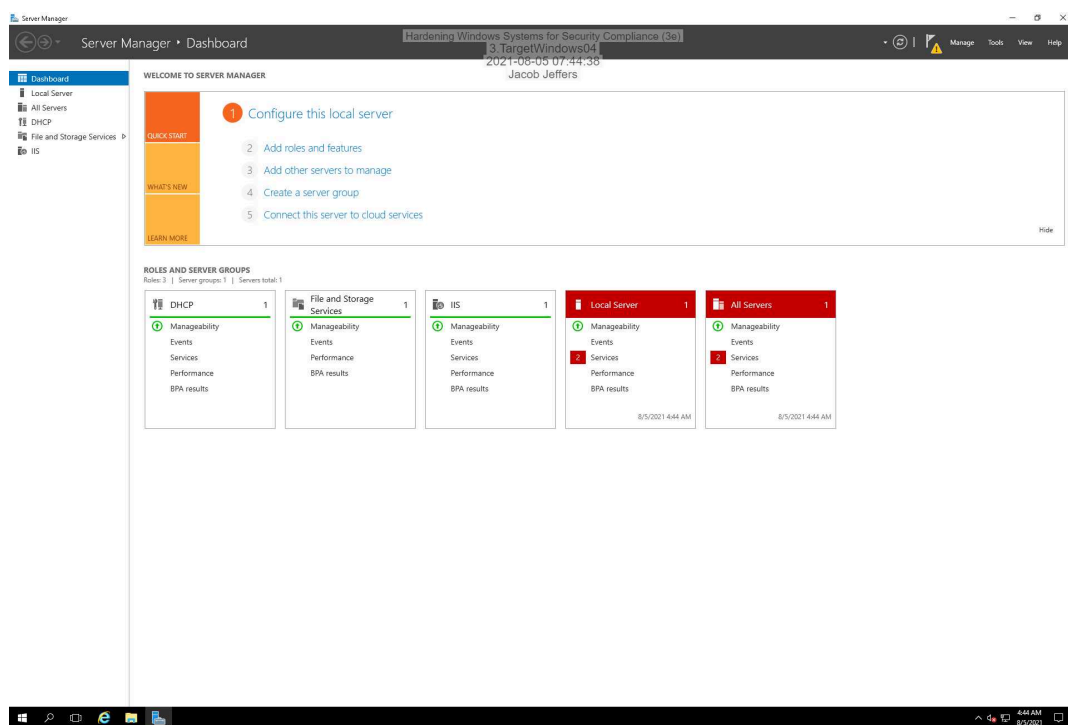 Server Manager
Server Manager • Dashboard
Hardening Windows Systems for Security Compliance (3e)
3.TargetWindows04
2021-08-05 07:44:38
Jacob Jeffers
Manage Tools View Help
Dashboard
Local Server
All Servers
DHCP
File and Storage Services
IIS
WELCOME TO SERVER MANAGER
QUICK START
WHAT'S NEW
LEARN MORE
1 Configure this local server
2 Add roles and features
3 Add other servers to manage
4 Create a server group
5 Connect this server to cloud services
Hide
ROLES AND SERVER GROUPS
Roles: 3 | Server groups: 1 | Servers total: 1
DHCP 1
Manageability
Events
Services
Performance
BPA results
File and Storage
Services 1
Manageability
Events
Performance
BPA results
IIS 1
Manageability
Events
Services
Performance
BPA results
Local Server 1
Manageability
Events
2 Services
Performance
BPA results
8/5/2021 4:44 AM
All Servers 1
Manageability
Events
2 Services
Performance
BPA results
8/5/2021 4:44 AM
4:44 AM
8/5/2021